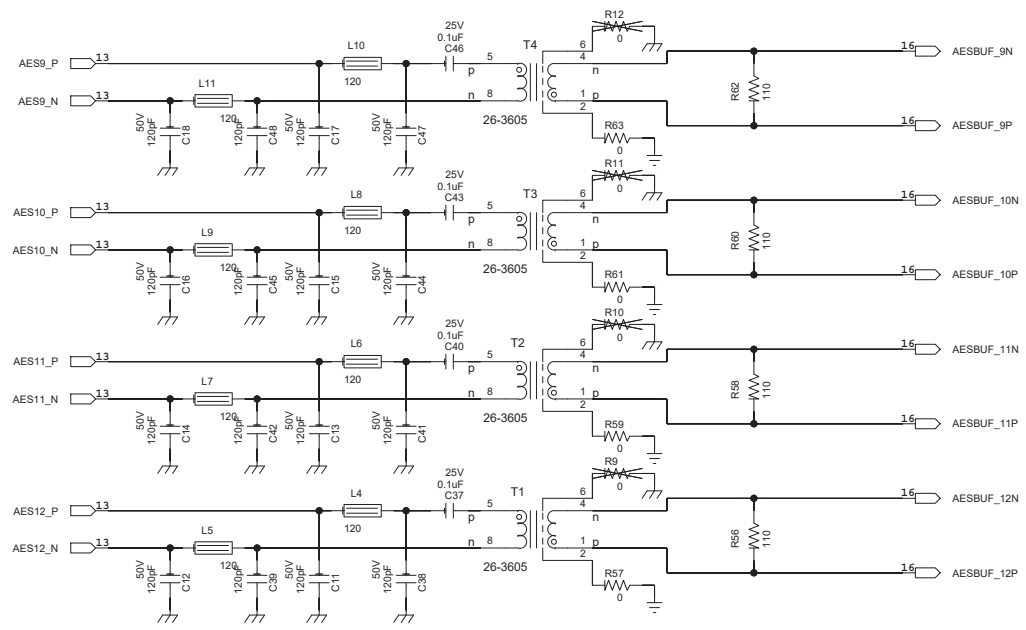 R12
0
25V
0.1uF
C46
T4
L10
120
AES9_P 13
p 5
6
4
n
16 AESBUF_9N
L11
120
AES9_N 13
n 8
1 p
2
R62
110
16 AESBUF_9P
50V
120pF
C18
C48
50V
120pF
C17
50V
120pF
C47
26-3605
R63
0
R11
0
25V
0.1uF
C43
T3
L8
120
AES10_P 13
p 5
6
4
n
16 AESBUF_10N
L9
120
AES10_N 13
n 8
1 p
2
R60
110
16 AESBUF_10P
50V
120pF
C16
50V
120pF
C45
50V
120pF
C15
50V
120pF
C44
26-3605
R61
0
R10
0
25V
0.1uF
C40
T2
L6
120
AES11_P 13
p 5
6
4
n
16 AESBUF_11N
L7
120
AES11_N 13
n 8
1 p
2
R58
110
16 AESBUF_11P
50V
120pF
C14
50V
120pF
C42
50V
120pF
C13
50V
120pF
C41
26-3605
R59
0
R9
0
25V
0.1uF
C37
T1
L4
120
AES12_P 13
p 5
6
4
n
16 AESBUF_12N
L5
120
AES12_N 13
n 8
1 p
2
R56
110
16 AESBUF_12P
50V
120pF
C12
50V
120pF
C39
50V
120pF
C11
50V
120pF
C38
26-3605
R57
0